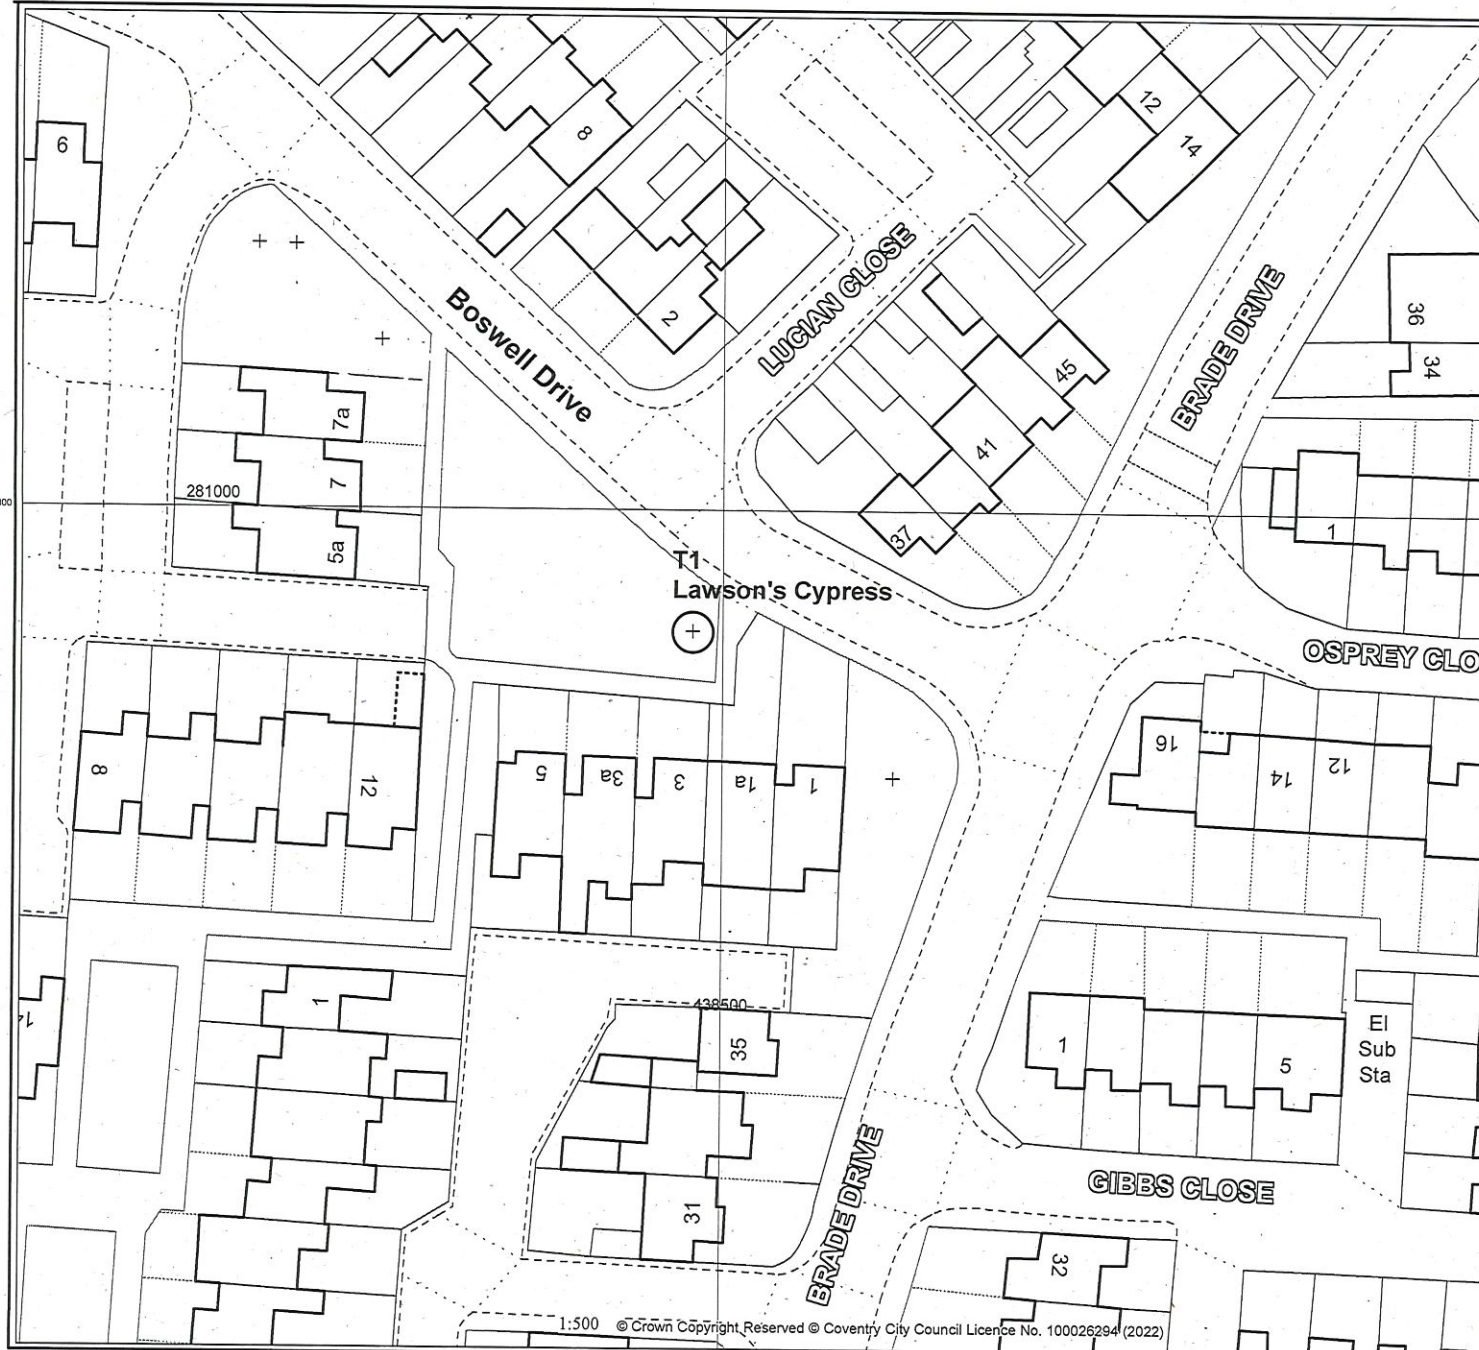 6
8
12
14
Boswell Drive
2
LUCIAN CLOSE
BRADE DRIVE
36
34
7a
45
41
7
281000
37
1
5a
T1
Lawson's Cypress
OSPREY CLO
8
12
5
3a
3
1a
1
16
14
12
1
438500
35
1
5
El
Sub
Sta
31
BRADE DRIVE
GIBBS CLOSE
32
1:500 © Crown Copyright Reserved © Coventry City Council Licence No. 100026294 (2022)